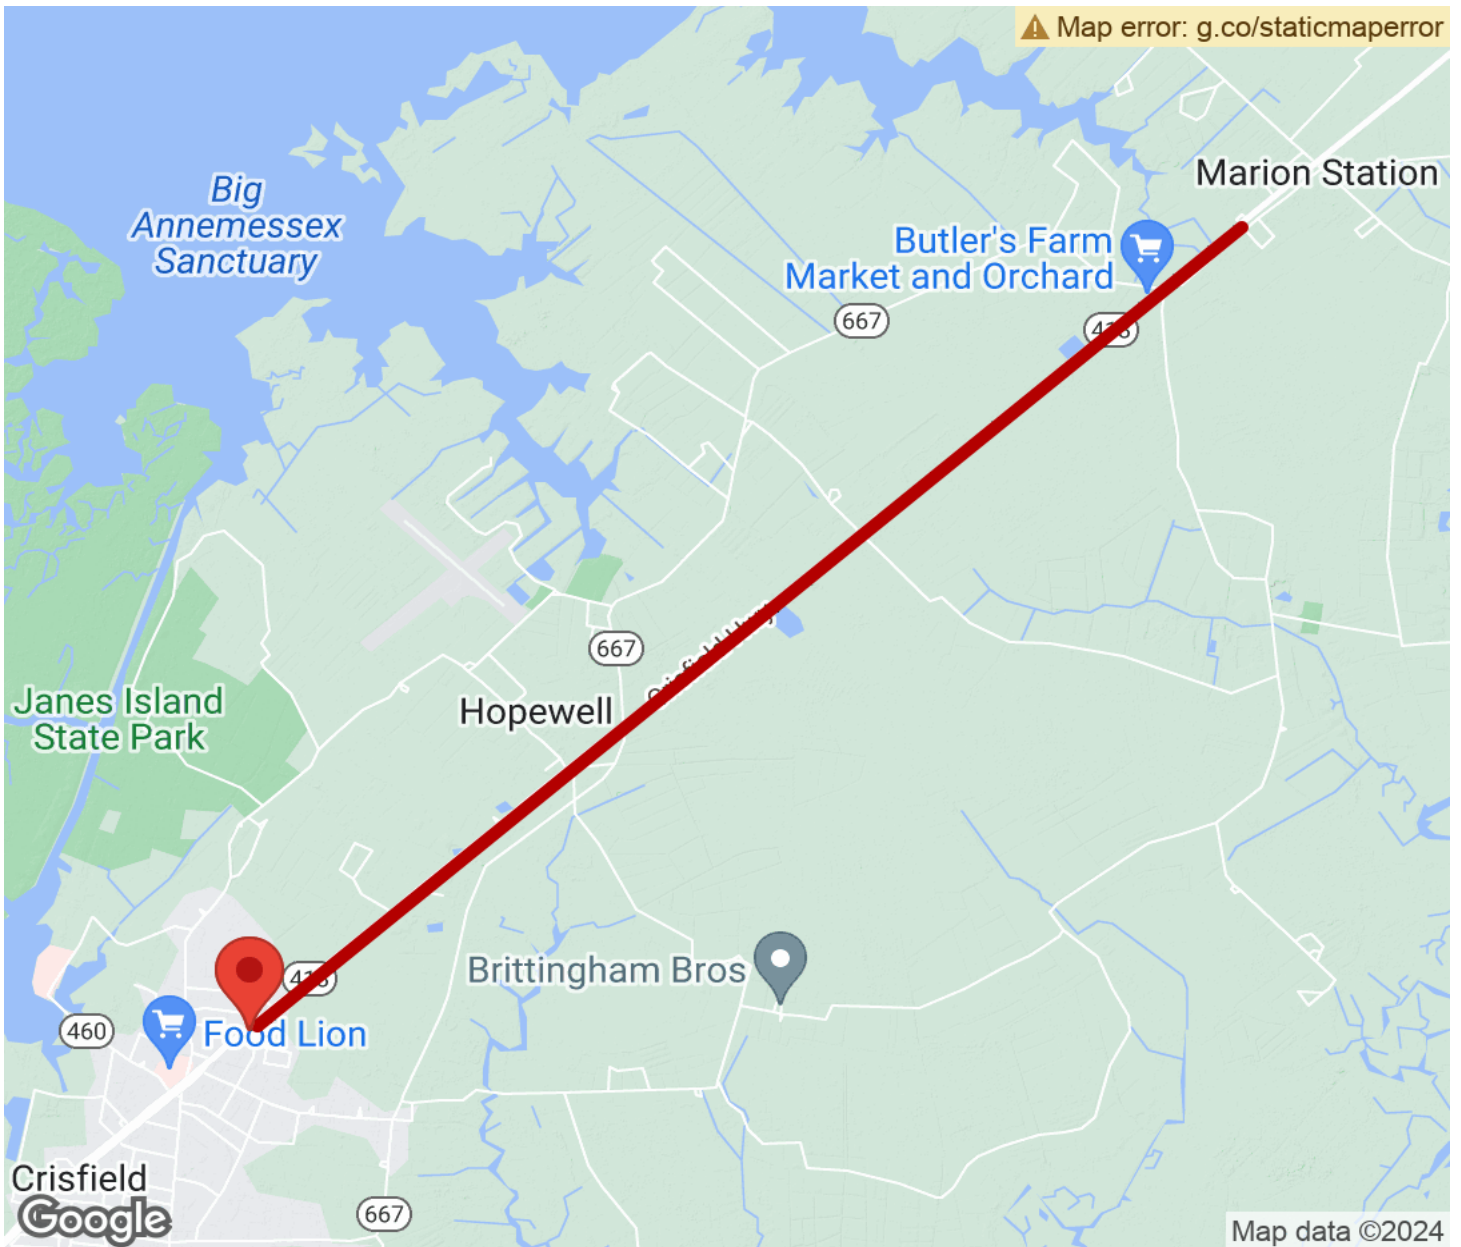 Map error: g.co/staticmaperror
Marion Station
Big
Annemessex
Sanctuary
Butler's Farm
Market and Orchard
667
667
Hopewell
Janes Island
State Park
Brittingham Bros
460
Food Lion
Crisfield
Google
667
Map data ©2024